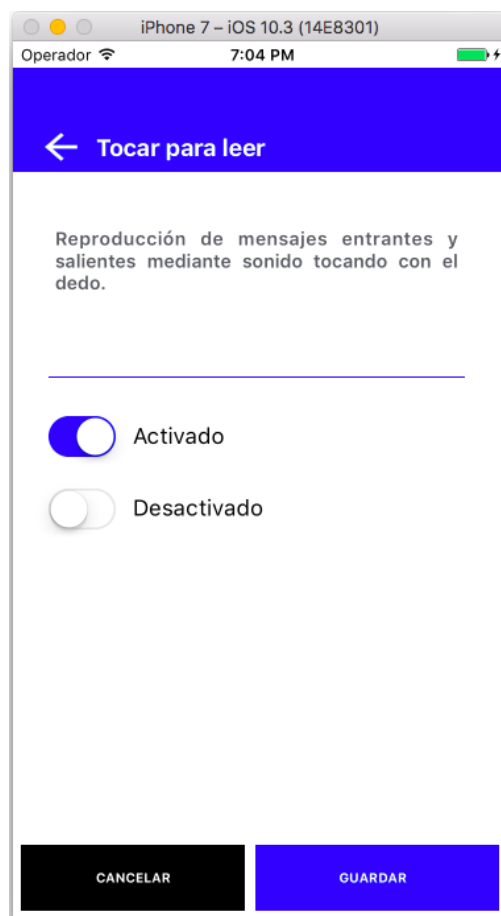 iPhone 7 – iOS 10.3 (14E8301)
Operador 7:04 PM
Tocar para leer
Reproducción de mensajes entrantes y
salientes mediante sonido tocando con el
dedo.
Activado
Desactivado
CANCELAR GUARDAR